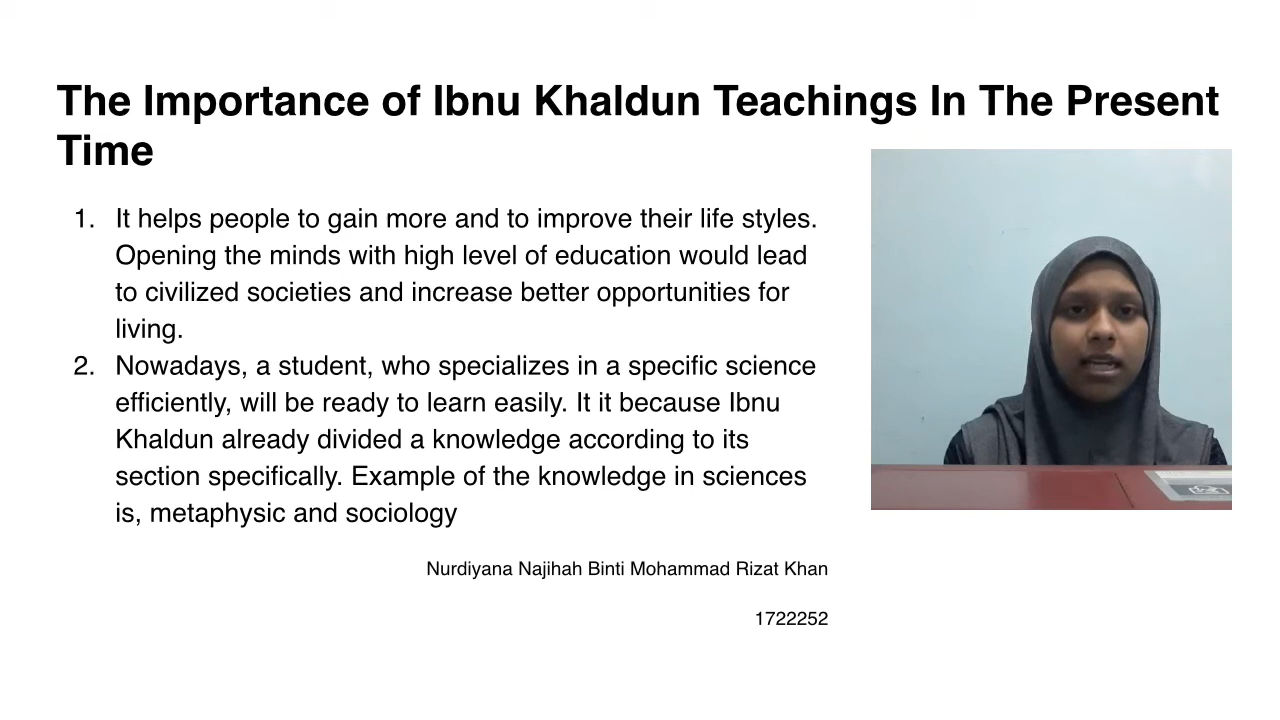 The Importance of Ibnu Khaldun Teachings In The Present
Time
1. It helps people to gain more and to improve their life styles.
Opening the minds with high level of education would lead
to civilized societies and increase better opportunities for
living.
2. Nowadays, a student, who specializes in a specific science
efficiently, will be ready to learn easily. It it because Ibnu
Khaldun already divided a knowledge according to its
section specifically. Example of the knowledge in sciences
is, metaphysic and sociology
Nurdiyana Najihah Binti Mohammad Rizat Khan
1722252